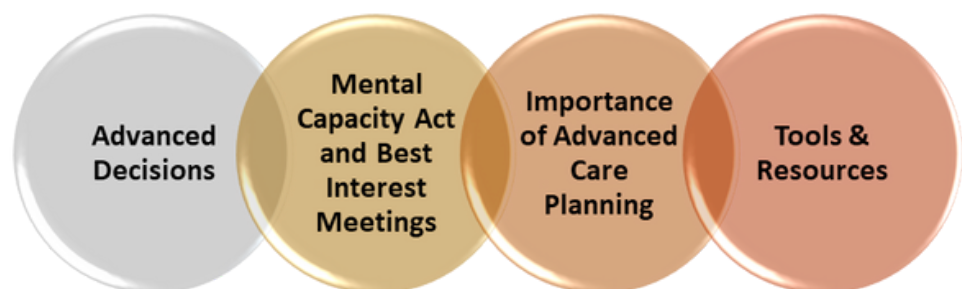 Advanced
Decisions
Mental
Capacity Act
and Best
Interest
Meetings
Importance
of Advanced
Care
Planning
Tools &
Resources